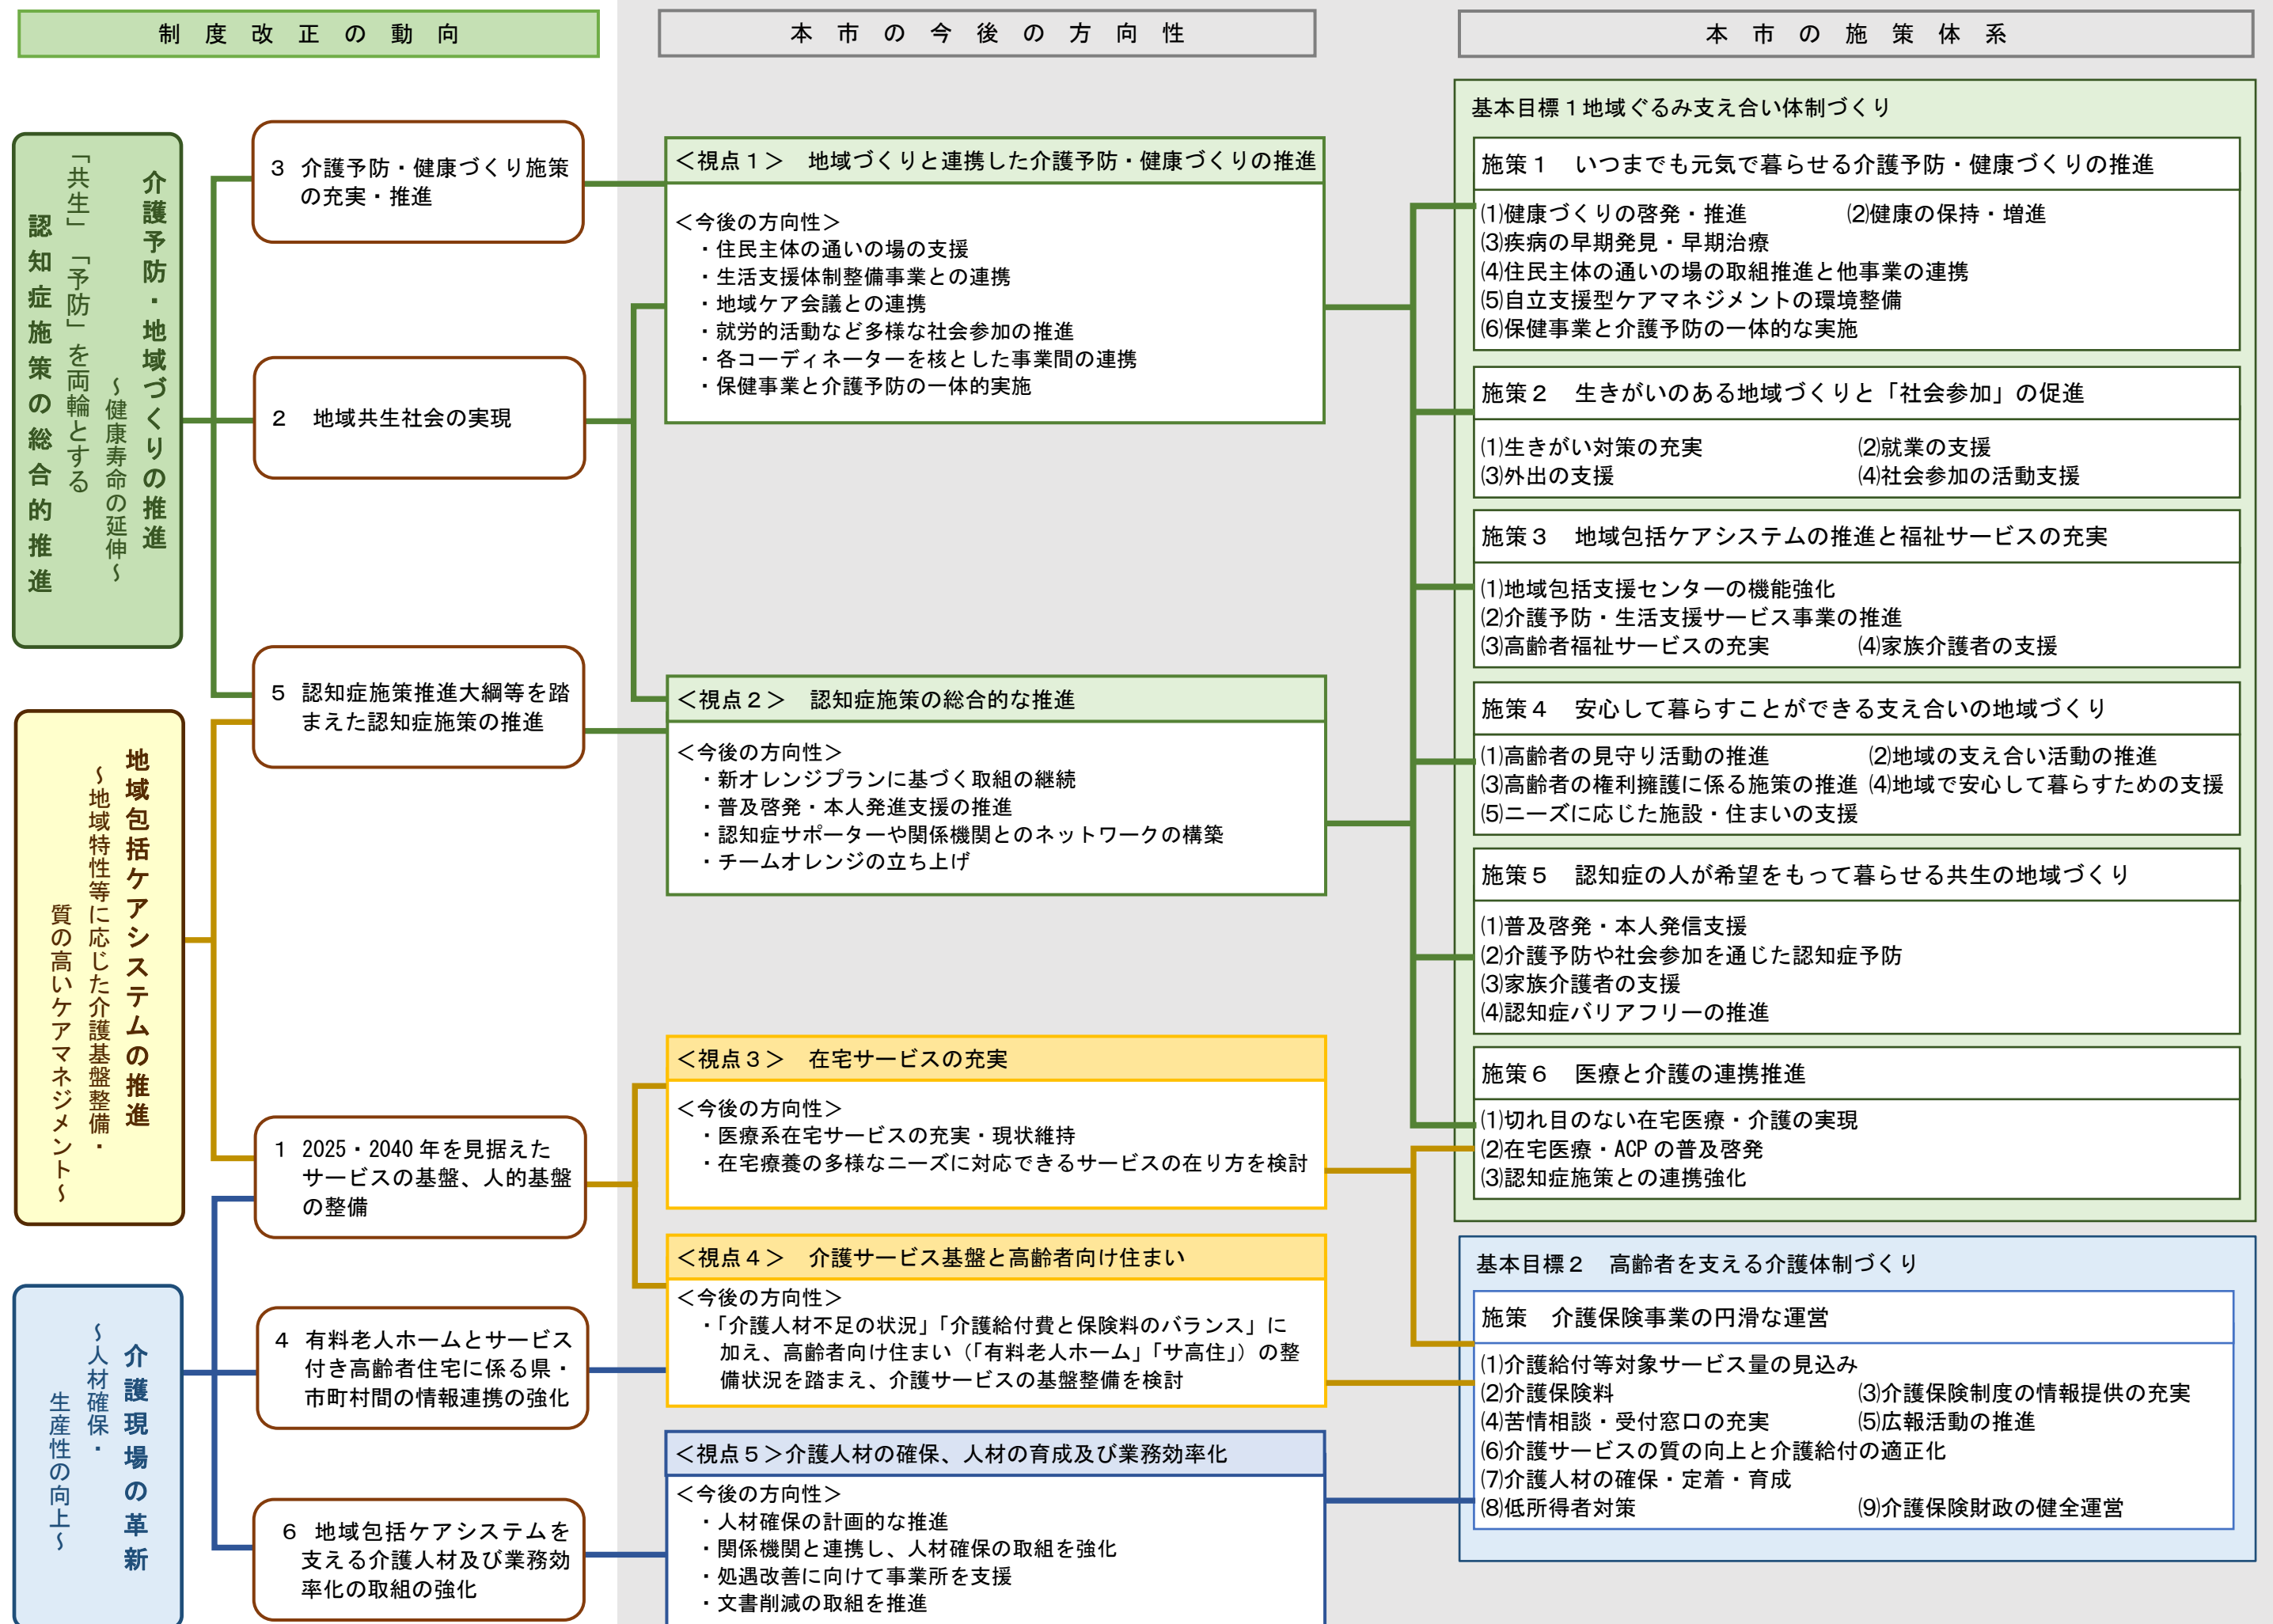 制度改正の動向
介護予防・地域づくりの推進
～健康寿命の延伸～
「共生」「予防」を両輪とする
認知症施策の総合的推進
地域包括ケアシステムの推進
～地域特性等に応じた介護基盤整備・
質の高いケアマネジメント～
介護現場の革新
～人材確保・
生産性の向上～
3 介護予防・健康づくり施策
の充実・推進
2 地域共生社会の実現
5 認知症施策推進大綱等を踏
まえた認知症施策の推進
1 2025・2040年を見据えた
サービスの基盤、人的基盤
の整備
4 有料老人ホームとサービス
付き高齢者住宅に係る県・
市町村間の情報連携の強化
6 地域包括ケアシステムを
支える介護人材及び業務効
率化の取組の強化
本市の今後の方向性
＜視点１＞ 地域づくりと連携した介護予防・健康づくりの推進
＜今後の方向性＞
・住民主体の通いの場の支援
・生活支援体制整備事業との連携
・地域ケア会議との連携
・就労的活動など多様な社会参加の推進
・各コーディネーターを核とした事業間の連携
・保健事業と介護予防の一体的実施
＜視点２＞ 認知症施策の総合的な推進
＜今後の方向性＞
・新オレンジプランに基づく取組の継続
・普及啓発・本人発進支援の推進
・認知症サポーターや関係機関とのネットワークの構築
・チームオレンジの立ち上げ
＜視点３＞ 在宅サービスの充実
＜今後の方向性＞
・医療系在宅サービスの充実・現状維持
・在宅療養の多様なニーズに対応できるサービスの在り方を検討
＜視点４＞ 介護サービス基盤と高齢者向け住まい
＜今後の方向性＞
・「介護人材不足の状況」「介護給付費と保険料のバランス」に
加え、高齢者向け住まい（「有料老人ホーム」「サ高住」）の整
備状況を踏まえ、介護サービスの基盤整備を検討
＜視点５＞介護人材の確保、人材の育成及び業務効率化
＜今後の方向性＞
・人材確保の計画的な推進
・関係機関と連携し、人材確保の取組を強化
・処遇改善に向けて事業所を支援
・文書削減の取組を推進
本市の施策体系
基本目標１地域ぐるみ支え合い体制づくり
施策１ いつまでも元気で暮らせる介護予防・健康づくりの推進
⑴健康づくりの啓発・推進 ⑵健康の保持・増進
⑶疾病の早期発見・早期治療
⑷住民主体の通いの場の取組推進と他事業の連携
⑸自立支援型ケアマネジメントの環境整備
⑹保健事業と介護予防の一体的な実施
施策２ 生きがいのある地域づくりと「社会参加」の促進
⑴生きがい対策の充実 ⑵就業の支援
⑶外出の支援 ⑷社会参加の活動支援
施策３ 地域包括ケアシステムの推進と福祉サービスの充実
⑴地域包括支援センターの機能強化
⑵介護予防・生活支援サービス事業の推進
⑶高齢者福祉サービスの充実 ⑷家族介護者の支援
施策４ 安心して暮らすことができる支え合いの地域づくり
⑴高齢者の見守り活動の推進 ⑵地域の支え合い活動の推進
⑶高齢者の権利擁護に係る施策の推進 ⑷地域で安心して暮らすための支援
⑸ニーズに応じた施設・住まいの支援
施策５ 認知症の人が希望をもって暮らせる共生の地域づくり
⑴普及啓発・本人発信支援
⑵介護予防や社会参加を通じた認知症予防
⑶家族介護者の支援
⑷認知症バリアフリーの推進
施策６ 医療と介護の連携推進
⑴切れ目のない在宅医療・介護の実現
⑵在宅医療・ACPの普及啓発
⑶認知症施策との連携強化
基本目標２ 高齢者を支える介護体制づくり
施策 介護保険事業の円滑な運営
⑴介護給付等対象サービス量の見込み
⑵介護保険料 ⑶介護保険制度の情報提供の充実
⑷苦情相談・受付窓口の充実 ⑸広報活動の推進
⑹介護サービスの質の向上と介護給付の適正化
⑺介護人材の確保・定着・育成
⑻低所得者対策 ⑼介護保険財政の健全運営